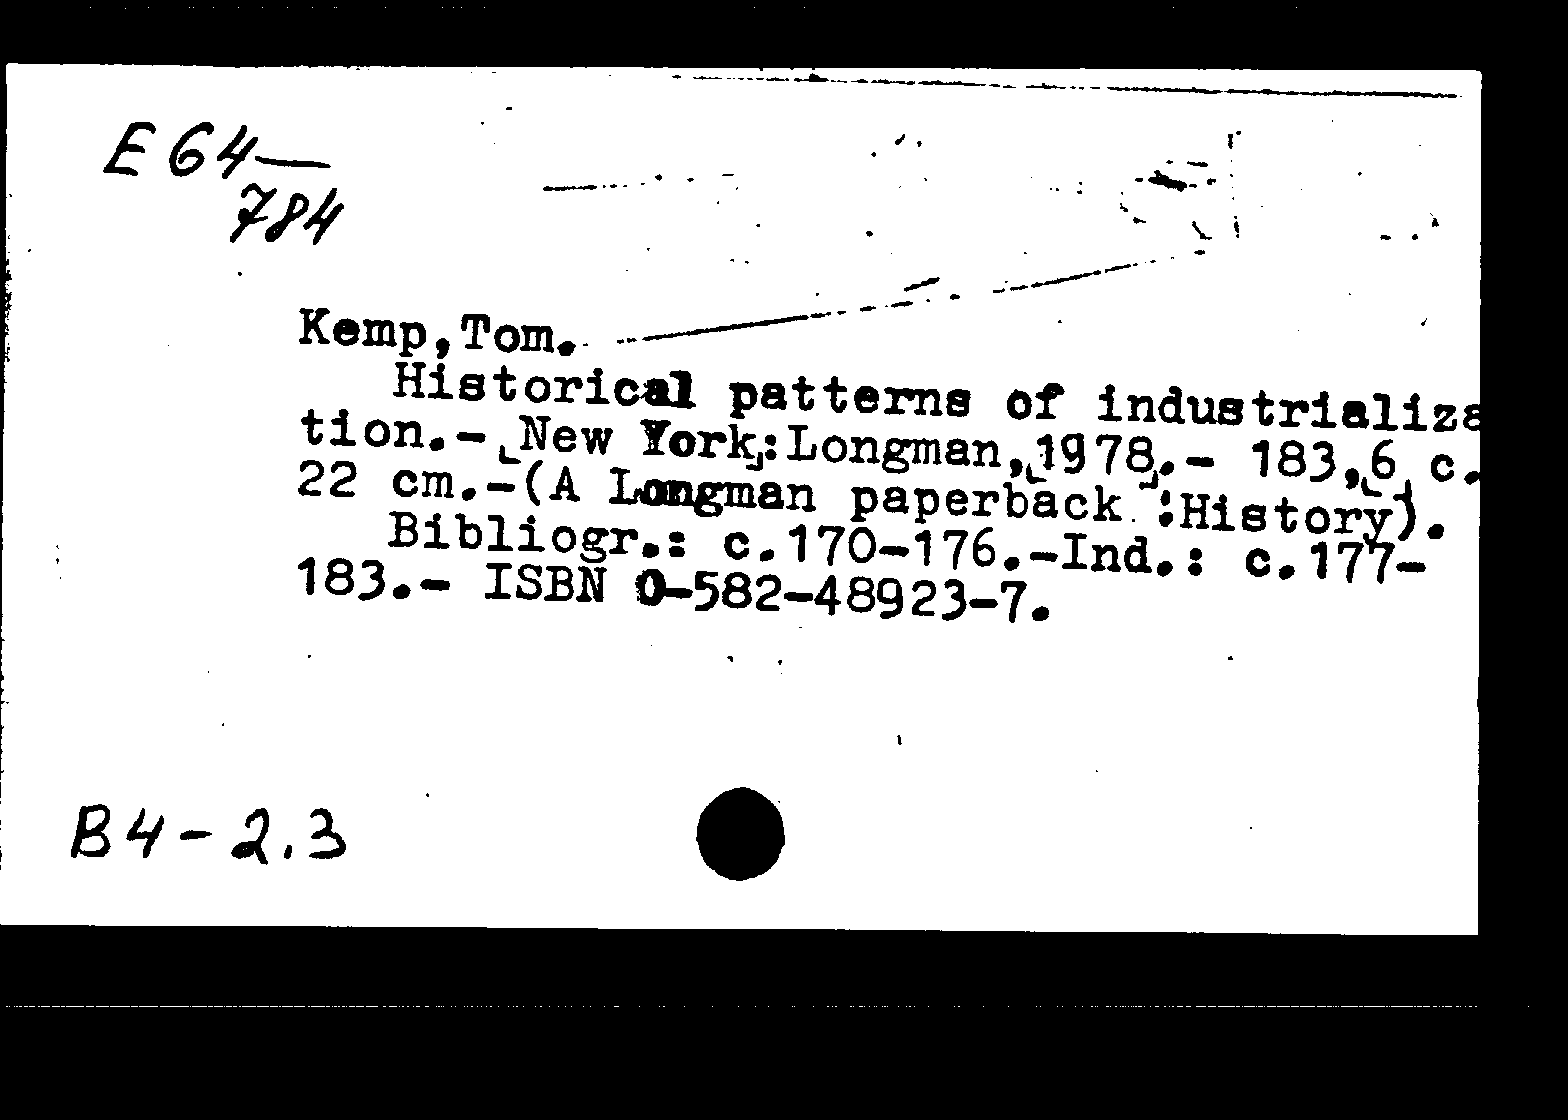 E 64—
784
Kemp,Tom.
Historical patterns of industrializa
tion.- [New York]:Longman,[1978].- 183,[6] c.
22 cm.-(A Longman paperback :History).
Bibliogr.: c.170-176.-Ind.: c.177-
183.- ISBN 0-582-48923-7.
B4-2.3